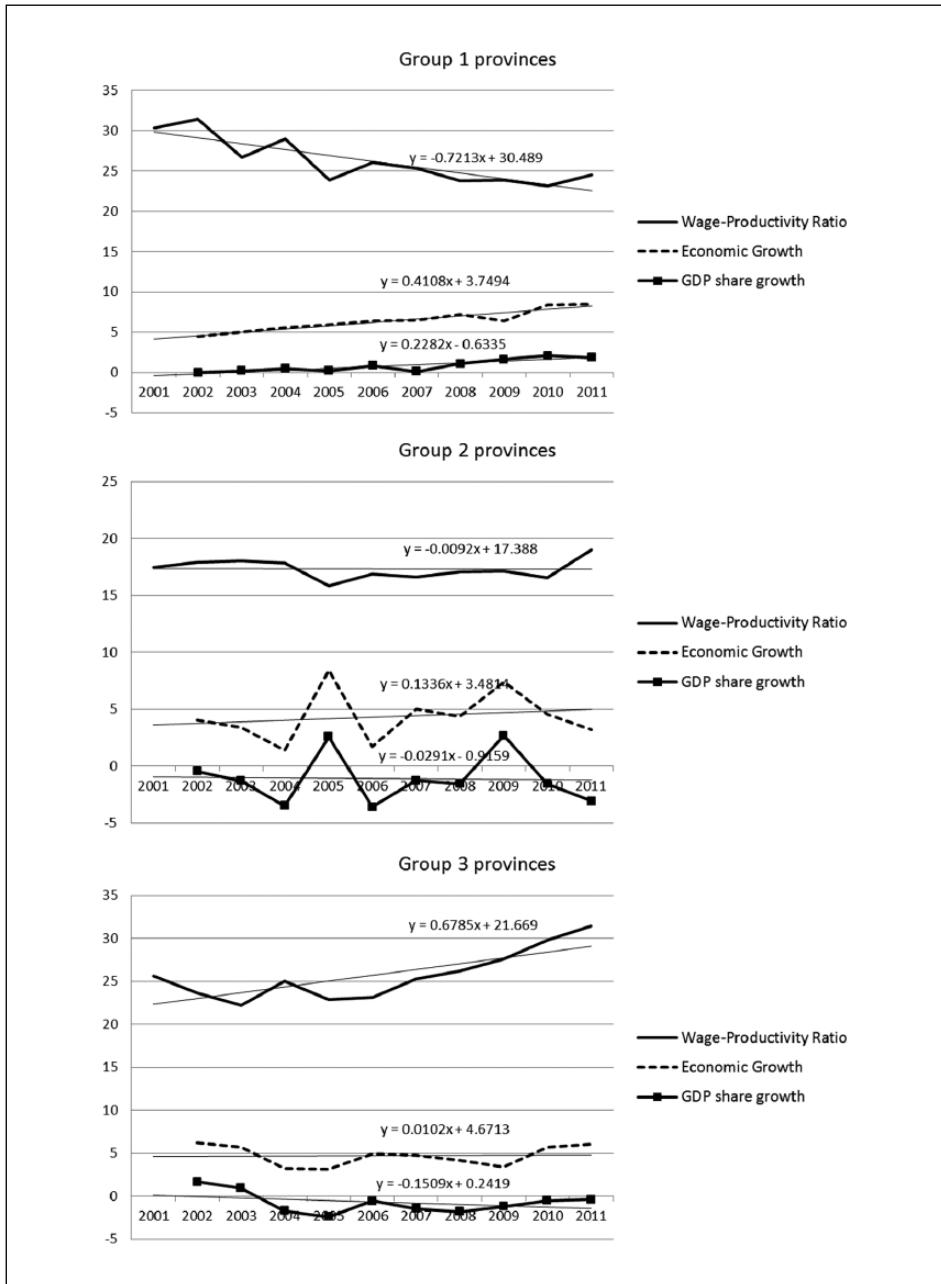 Group 1 provinces
35
30
25
20
15
10
5
0
-5
y = -0.7213x + 30.489
y = 0.4108x + 3.7494
y = 0.2282x - 0.6335
2001 2002 2003 2004 2005 2006 2007 2008 2009 2010 2011
Wage-Productivity Ratio
Economic Growth
GDP share growth
Group 2 provinces
25
20
15
10
5
0
-5
y = -0.0092x + 17.388
y = 0.1336x + 3.4814
y = -0.0291x - 0.9159
2001 2002 2003 2004 2005 2006 2007 2008 2009 2010 2011
Wage-Productivity Ratio
Economic Growth
GDP share growth
Group 3 provinces
35
30
25
20
15
10
5
0
-5
y = 0.6785x + 21.669
y = 0.0102x + 4.6713
y = -0.1509x + 0.2419
2001 2002 2003 2004 2005 2006 2007 2008 2009 2010 2011
Wage-Productivity Ratio
Economic Growth
GDP share growth